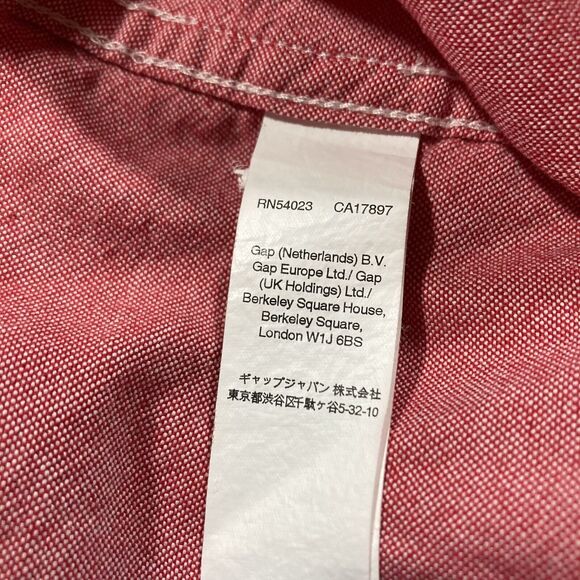 RN54023 CA17897
Gap (Netherlands) B.V.
Gap Europe Ltd./ Gap
(UK Holdings) Ltd./
Berkeley Square House,
Berkeley Square,
London W1J 6BS
ギャップジャパン 株式会社
東京都渋谷区千駄ヶ谷5-32-10